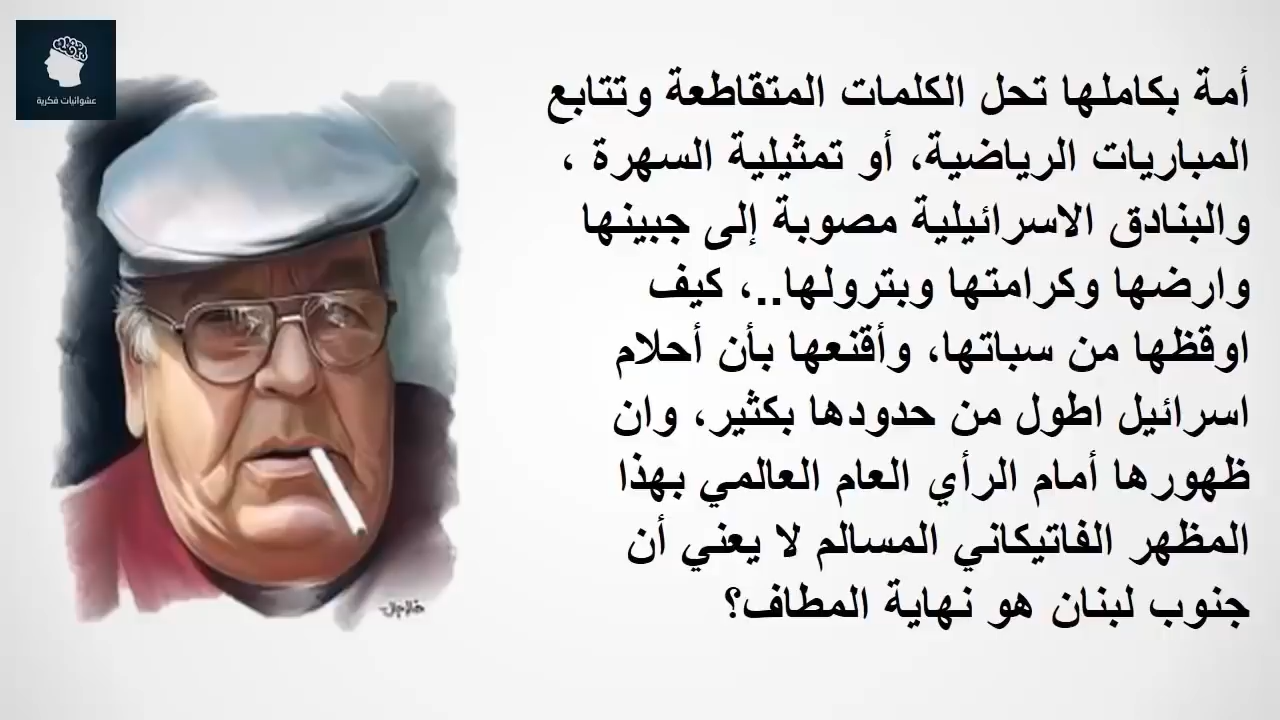 عشوائيات فكرية
أمة بكاملها تحل الكلمات المتقاطعة وتتابع
المباريات الرياضية، أو تمثيلية السهرة ،
والبنادق الاسرائيلية مصوبة إلى جبينها
وارضها وكرامتها وبترولها..، كيف
اوقظها من سباتها، وأقنعها بأن أحلام
اسرائيل اطول من حدودها بكثير، وان
ظهورها أمام الرأي العام العالمي بهذا
المظهر الفاتيكاني المسالم لا يعني أن
جنوب لبنان هو نهاية المطاف؟